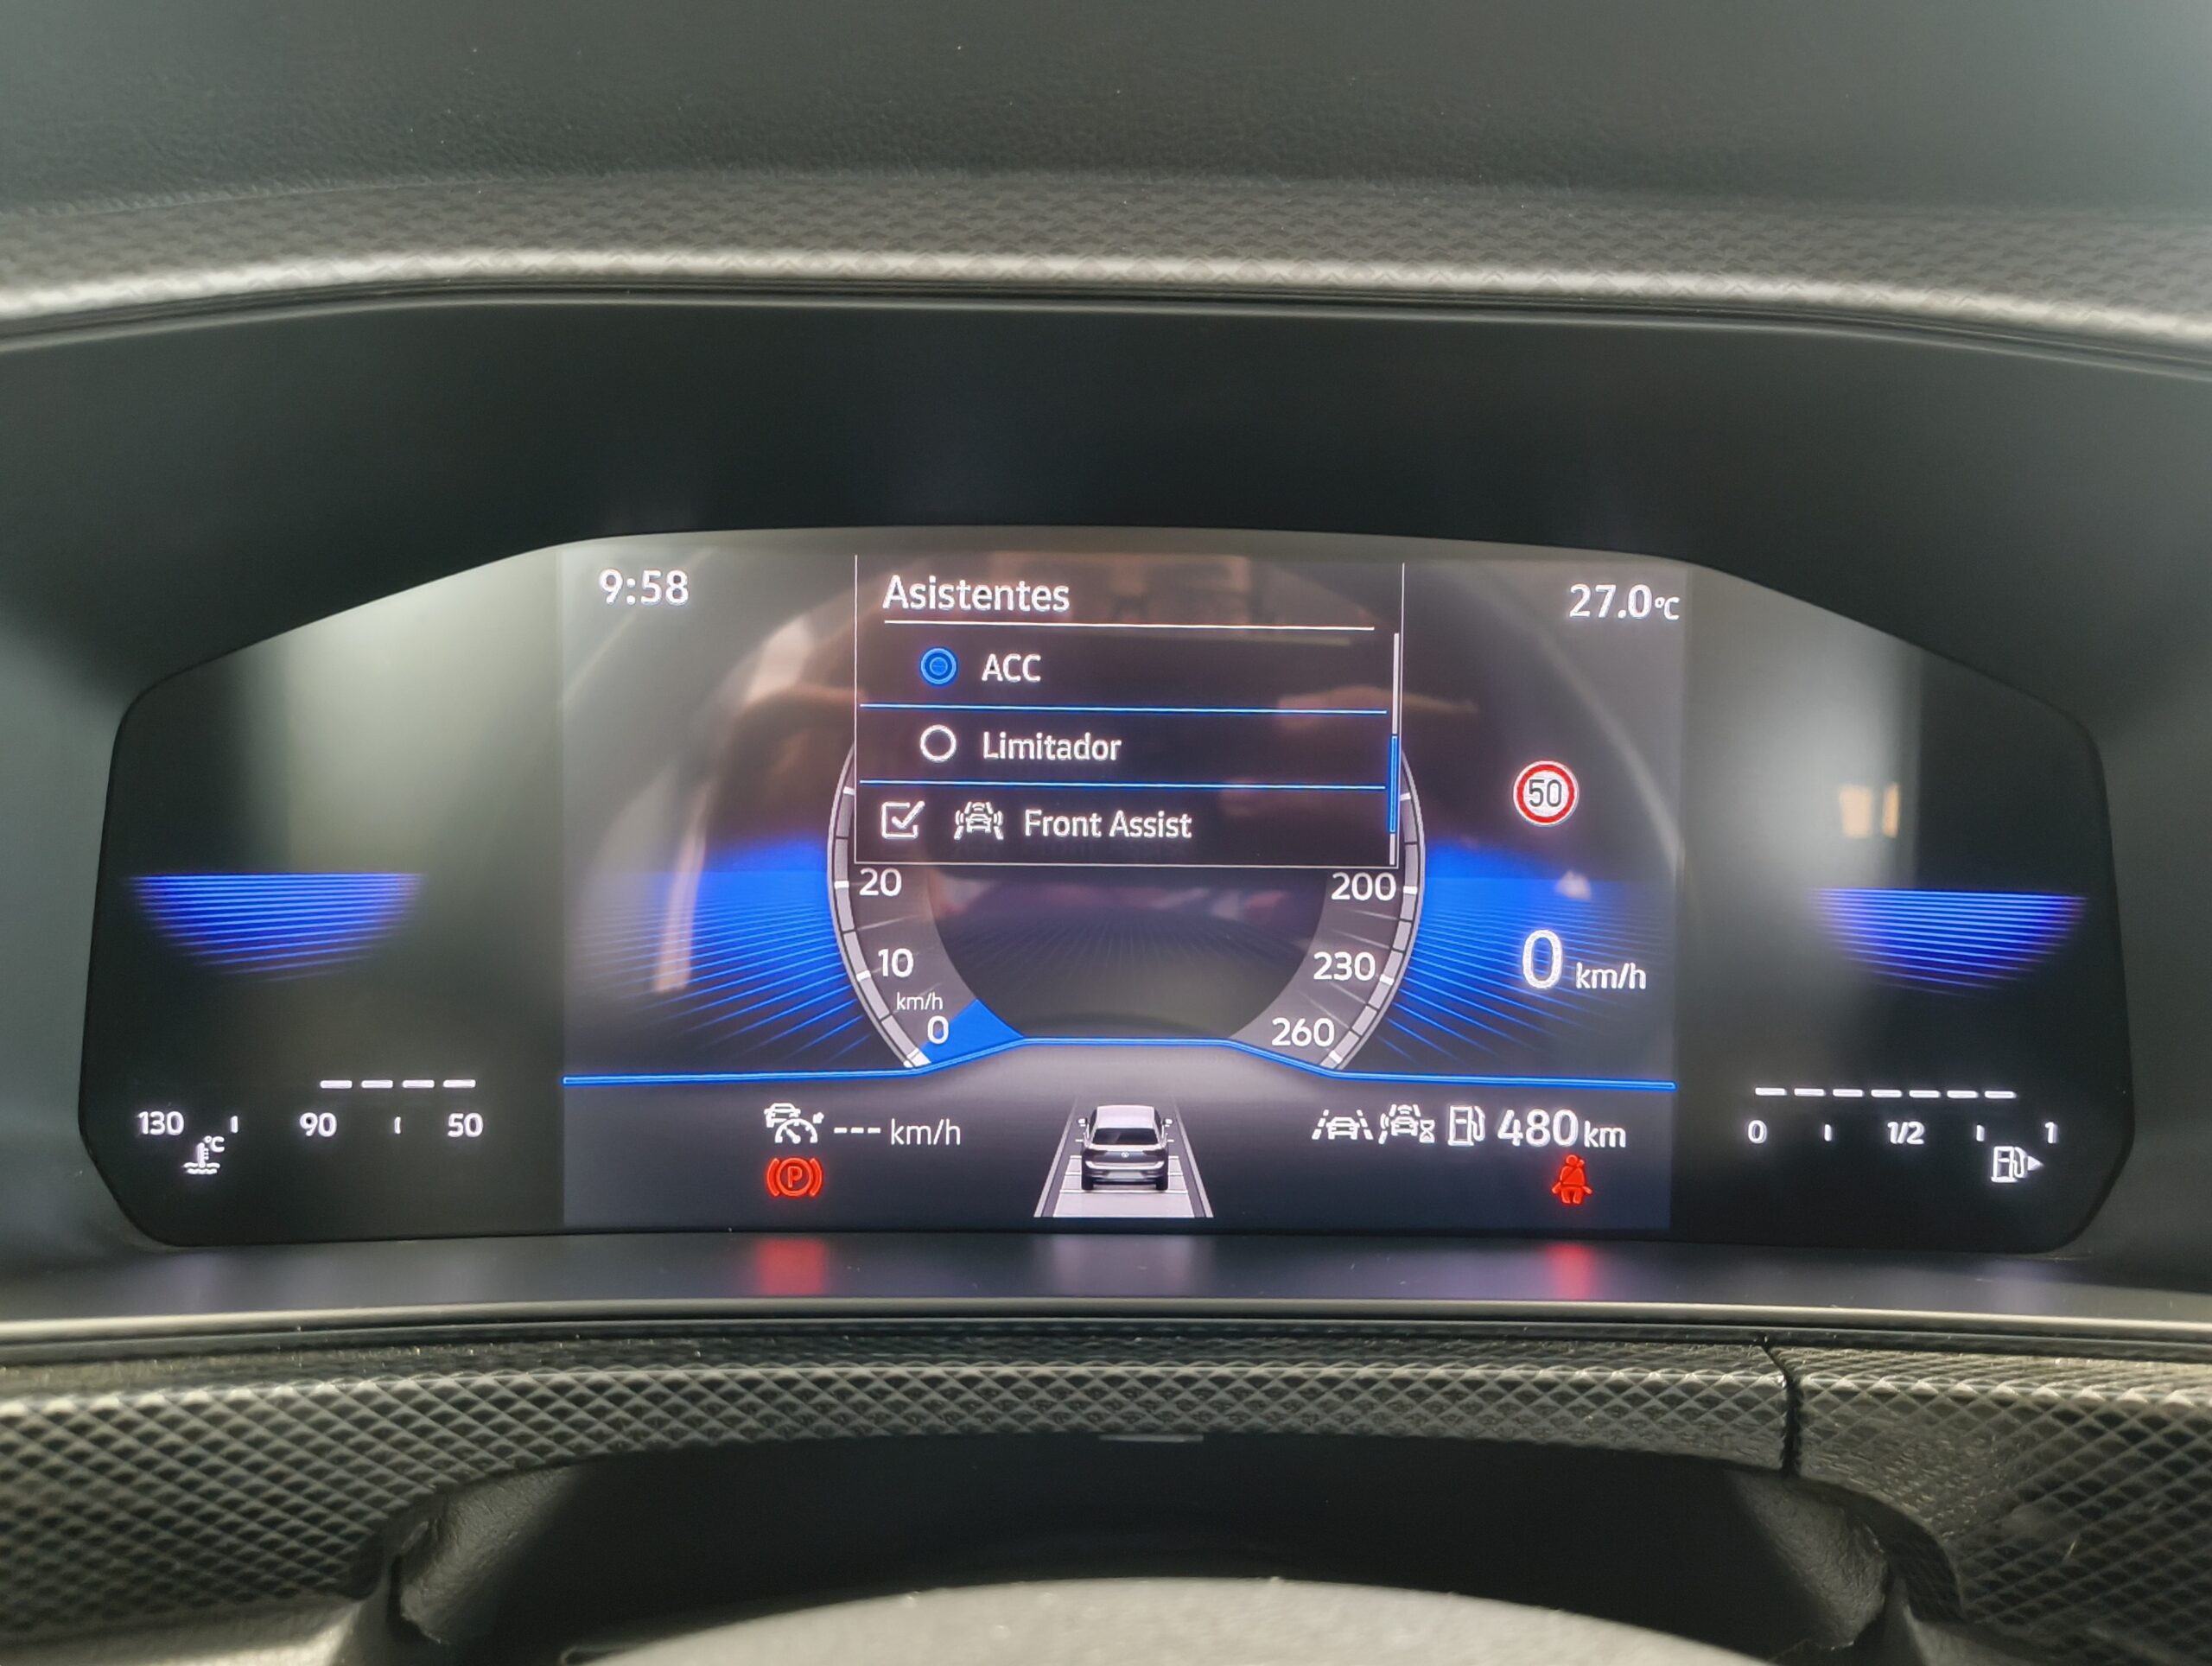 9:58
Asistentes
27.0°C
ACC
Limitador
Front Assist
50
20
200
10
230
km/h
0
260
0 km/h
130
°C
90
50
--- km/h
P
480 km
0
1/2
1